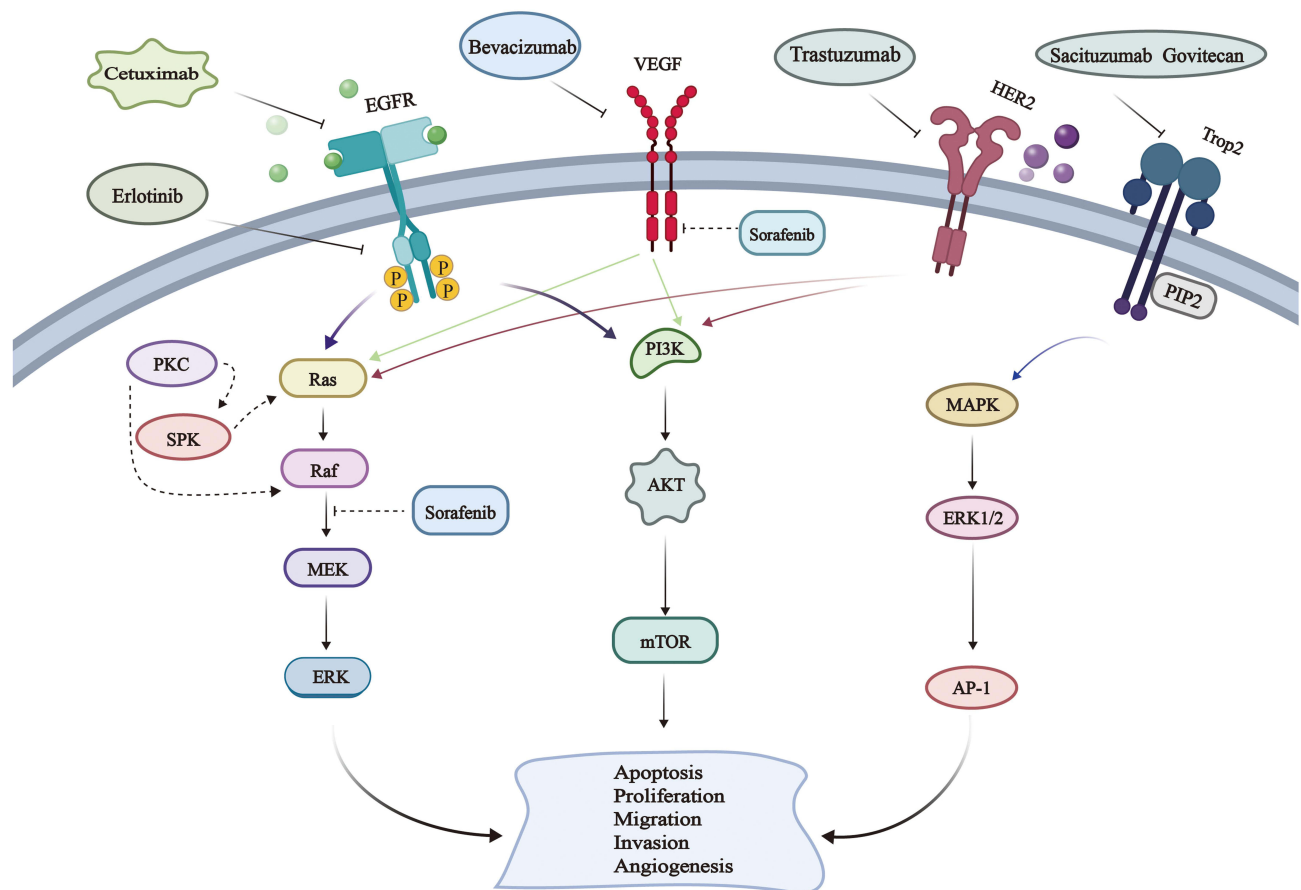 Bevacizumab
Trastuzumab
Sacituzumab Govitecan
Cetuximab
VEGF
EGFR
HER2
Trop2
Erlotinib
Sorafenib
P
P
P
P
PIP2
PKC
Ras
PI3K
MAPK
SPK
Raf
AKT
Sorafenib
ERK1/2
MEK
mTOR
ERK
AP-1
Apoptosis
Proliferation
Migration
Invasion
Angiogenesis